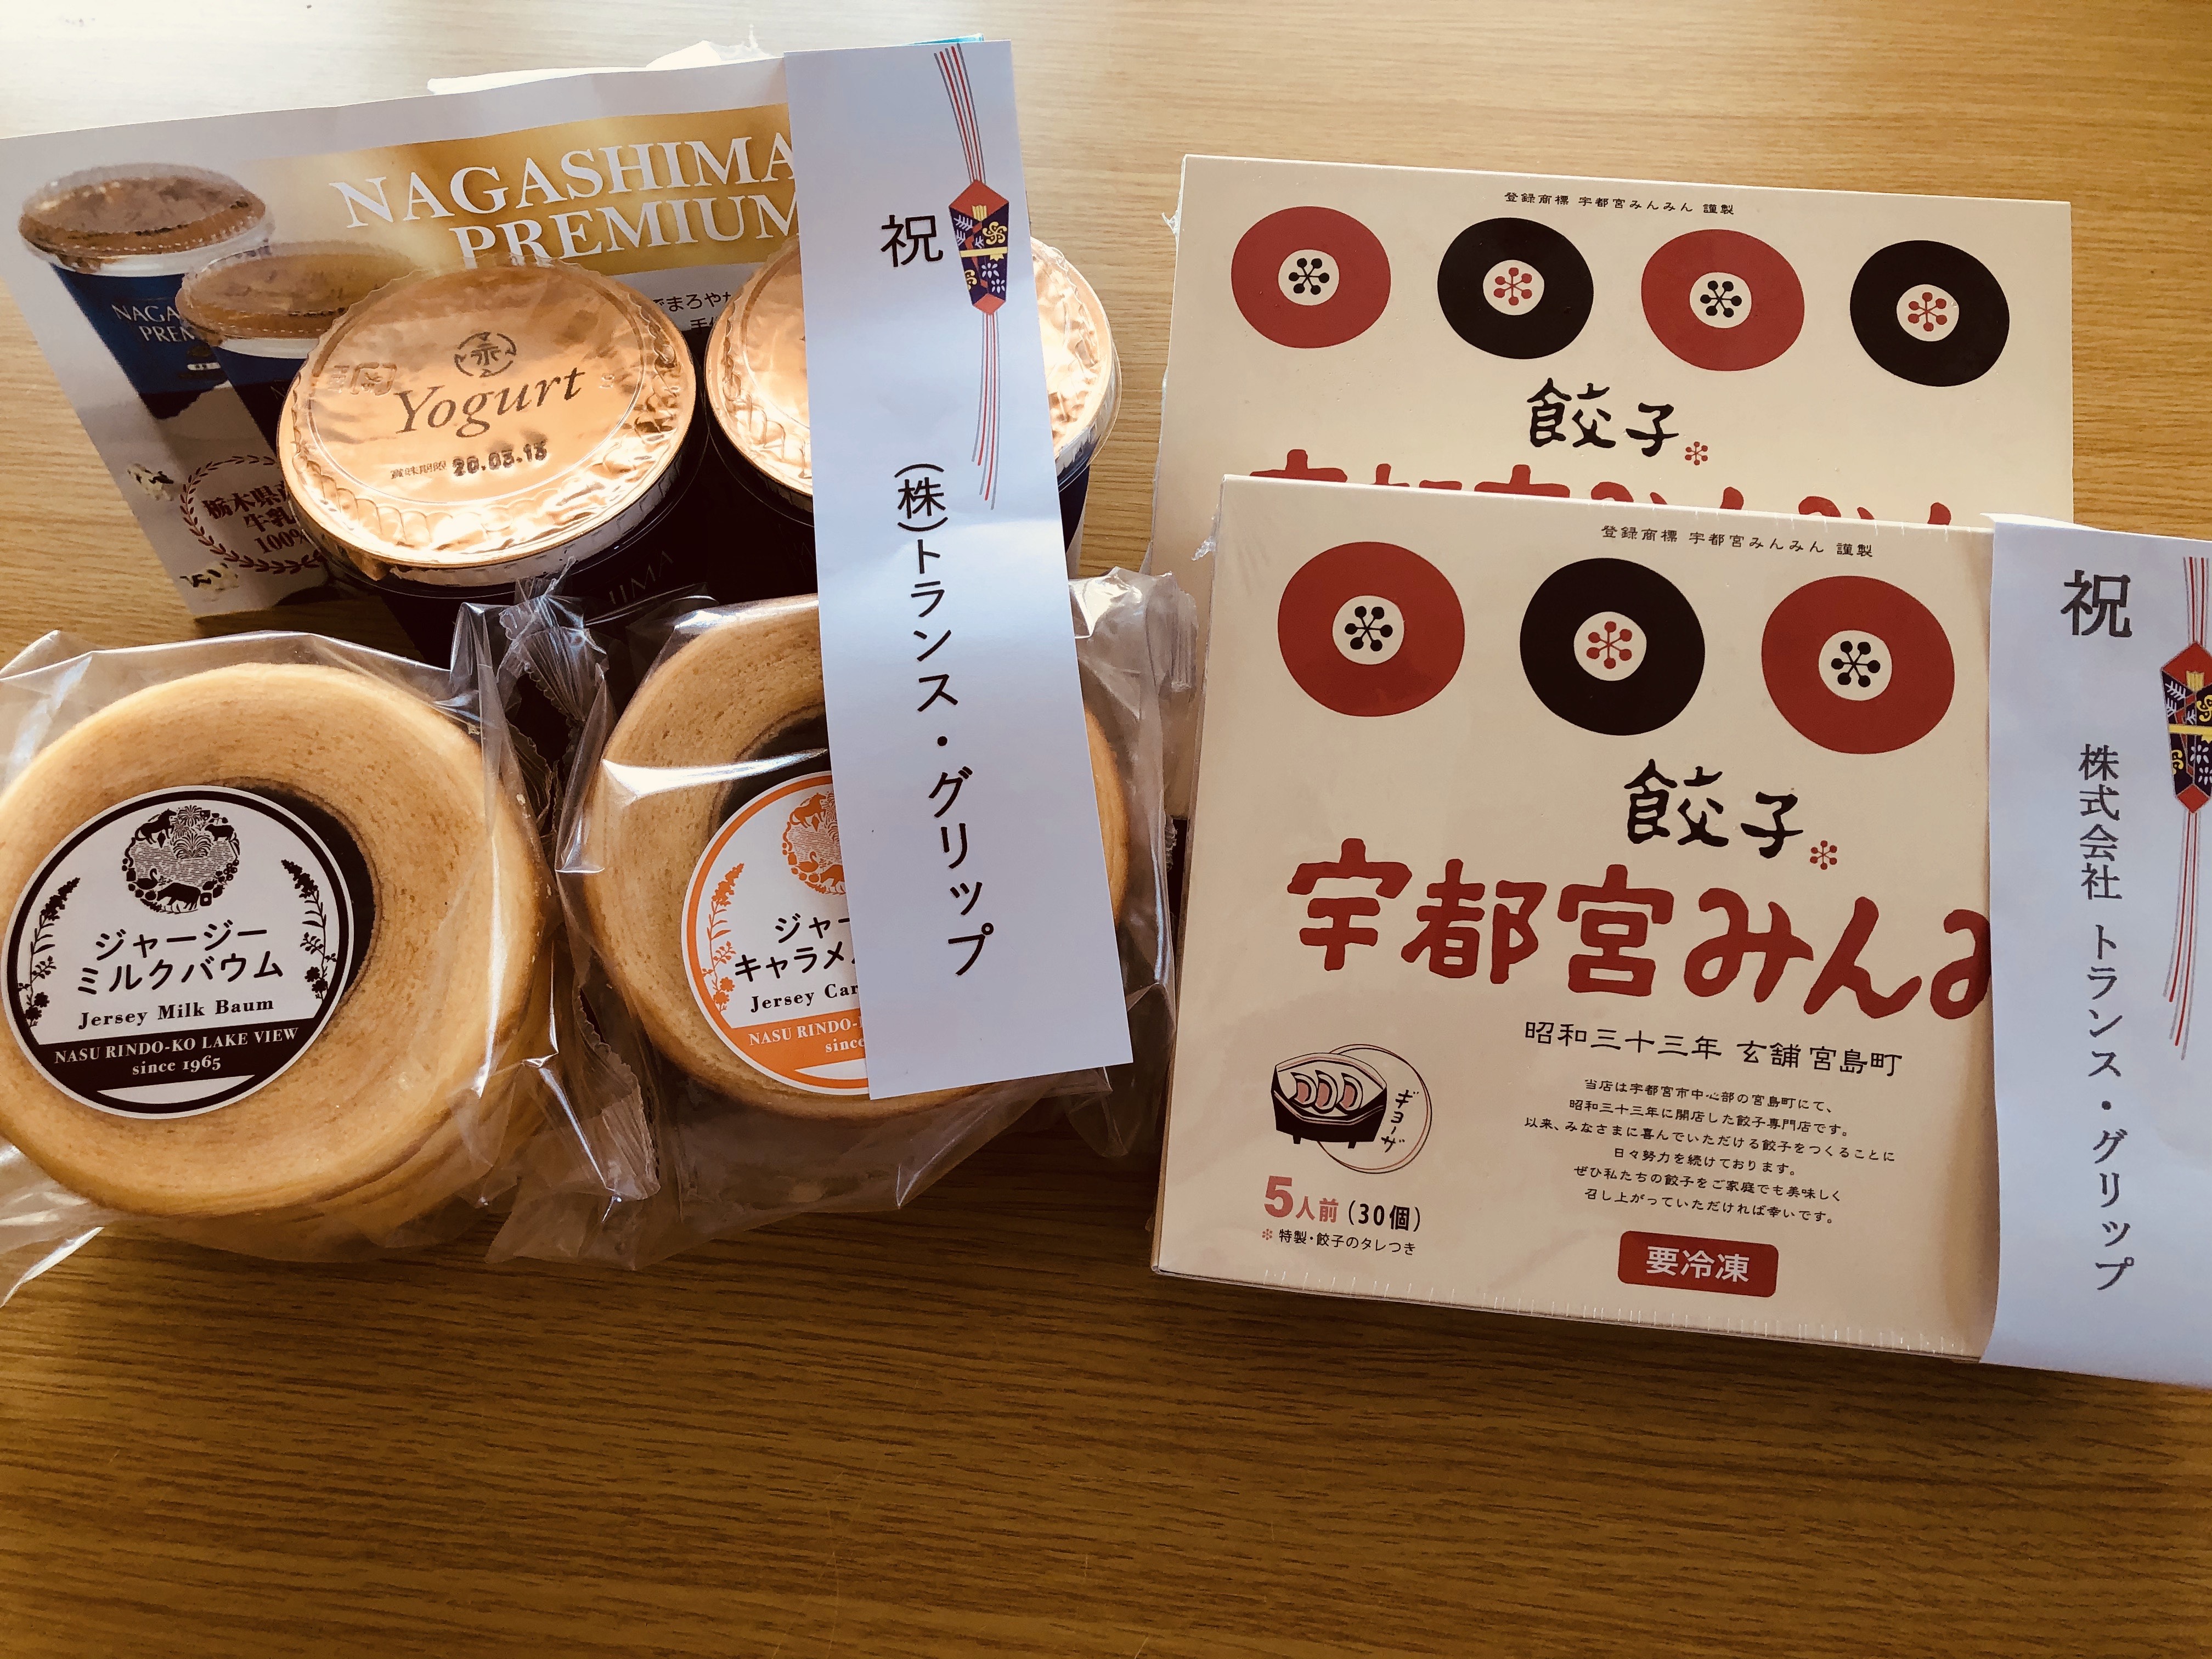 NAGASHIMA
PREMIUM
NAGA
PREM
でまろやか
栃木県産
牛乳
100%
Yogurt
賞味期限 20.03.13
祝
(株)トランス・グリップ
ジャージー
ミルクバウム
Jersey Milk Baum
NASU RINDO-KO LAKE VIEW
since 1965
ジャー
キャラメ
Jersey Car
NASU RINDO-
since
登録商標 宇都宮みんみん 謹製
餃子
宇都宮みんみん
登録商標 宇都宮みんみん 謹製
餃子
宇都宮みんみ
昭和三十三年 玄舗宮島町
当店は宇都宮市中心部の宮島町にて、
昭和三十三年に開店した餃子専門店です。
以来、みなさまに喜んでいただける餃子をつくることに
日々努力を続けております。
ぜひ私たちの餃子をご家庭でも美味しく
召し上がっていただければ幸いです。
ギョーザ
5人前(30個)
特製・餃子のタレつき
要冷凍
祝
株式会社 トランス・グリップ